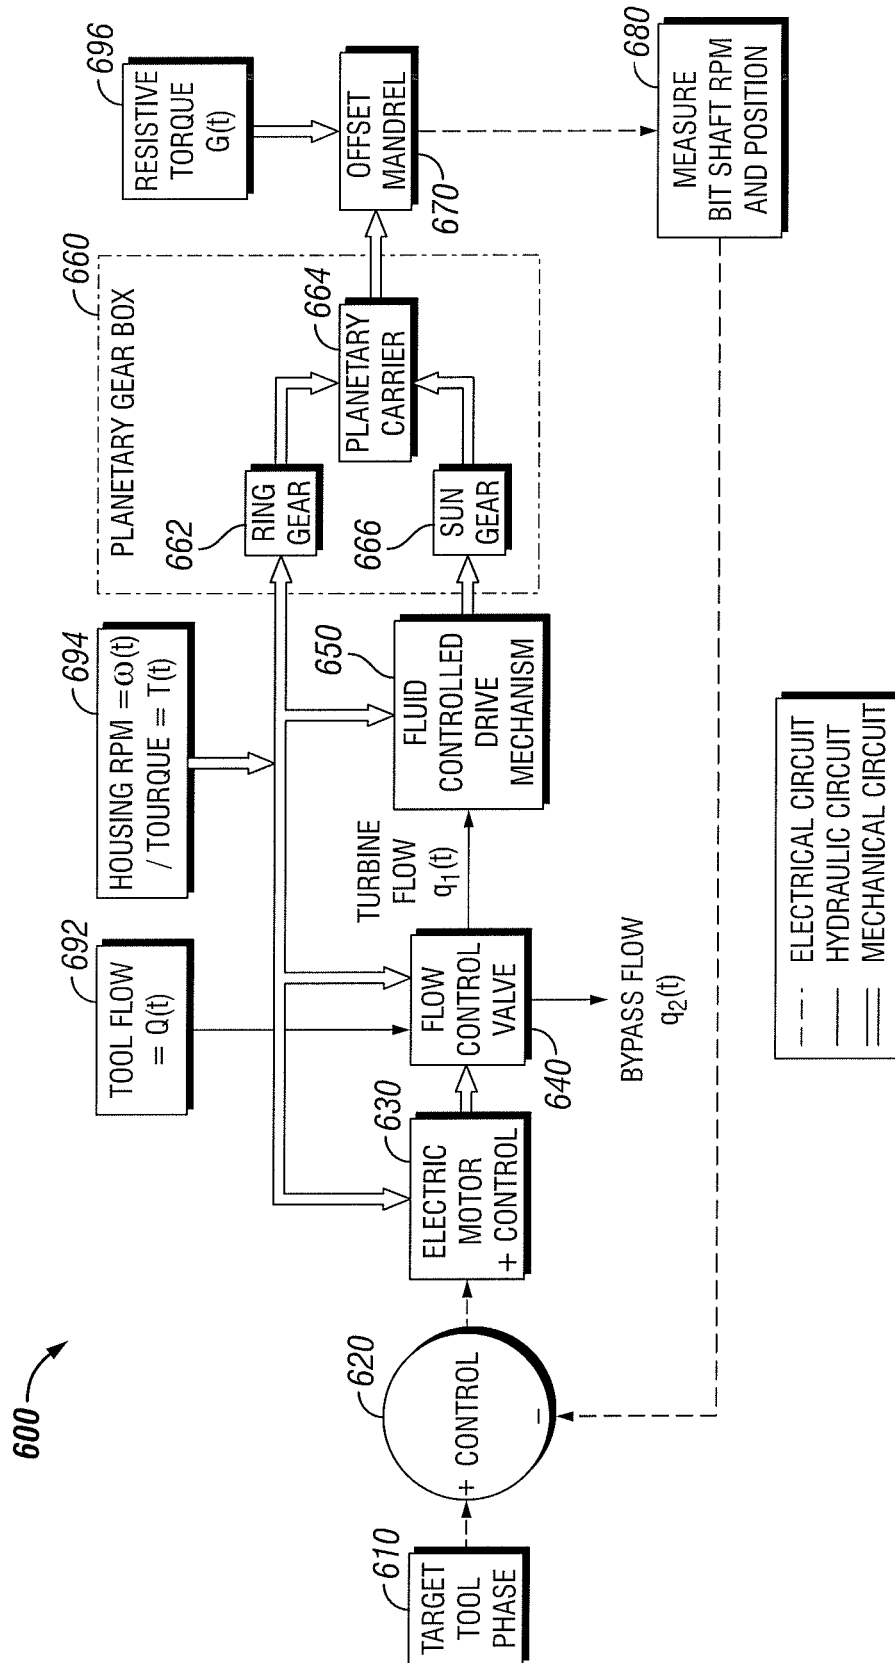 600
TARGET
TOOL
PHASE
610
+ CONTROL
-
620
ELECTRIC
MOTOR
+ CONTROL
630
TOOL FLOW
= Q(t)
692
FLOW
CONTROL
VALVE
640
BYPASS FLOW
q2(t)
TURBINE
FLOW
q1(t)
HOUSING RPM = ω(t)
/ TOURQUE = T(t)
694
FLUID
CONTROLLED
DRIVE
MECHANISM
650
PLANETARY GEAR BOX
660
RING
GEAR
662
SUN
GEAR
666
PLANETARY
CARRIER
664
RESISTIVE
TORQUE
G(t)
696
OFFSET
MANDREL
670
MEASURE
BIT SHAFT RPM
AND POSITION
680
ELECTRICAL CIRCUIT
HYDRAULIC CIRCUIT
MECHANICAL CIRCUIT